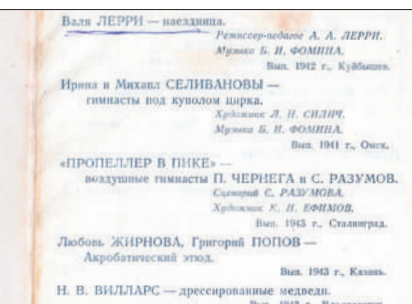 Валя ЛЕРРИ — наездница.
Режиссер-педагог А. А. ЛЕРРИ.
Музыка Б. И. ФОМИНА.
Вып. 1942 г., Куйбышев.
Ирина и Михаил СЕЛИВАНОВЫ —
гимнасты под куполом цирка.
Художник Л. Н. СИЛИЧ.
Музыка Б. И. ФОМИНА.
Вып. 1941 г., Омск.
«ПРОПЕЛЛЕР В ПИКЕ» —
воздушные гимнасты П. ЧЕРНЕГА и С. РАЗУМОВ.
Сценарий С. РАЗУМОВА.
Художник К. Н. ЕФИМОВ.
Вып. 1943 г., Сталинград.
Любовь ЖИРНОВА, Григорий ПОПОВ —
Акробатический этюд.
Вып. 1943 г., Казань.
Н. В. ВИЛЛАРС — дрессированные медведи.
Вып. 1943 г.,